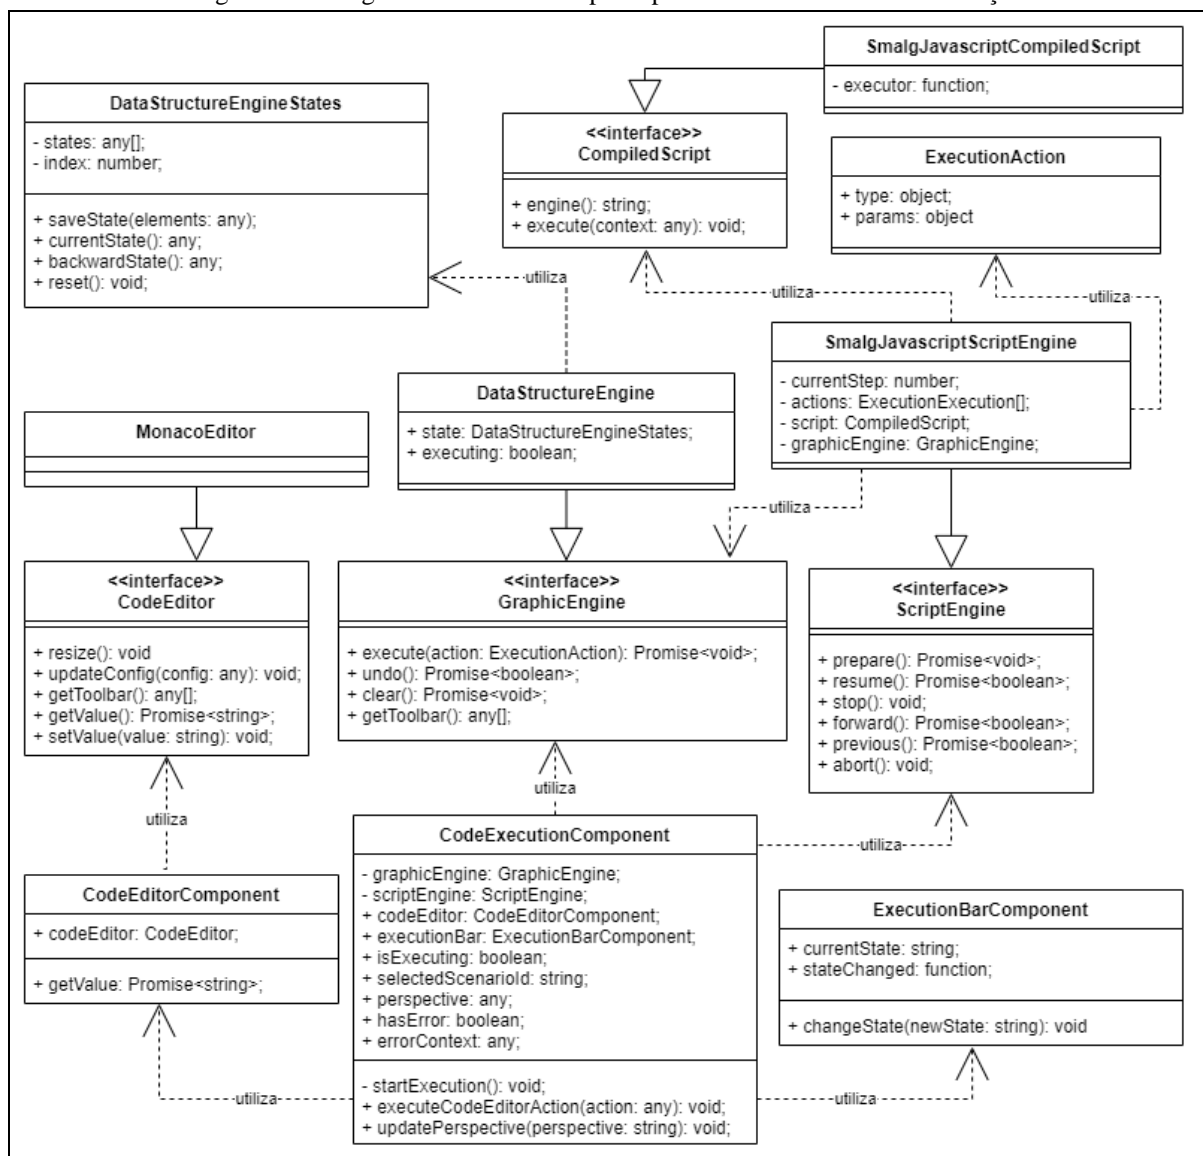 SmalgJavascriptCompiledScript
- executor: function;
DataStructureEngineStates
- states: any[];
- index: number;
+ saveState(elements: any);
+ currentState(): any;
+ backwardState(): any;
+ reset(): void;
<<interface>>
CompiledScript
+ engine(): string;
+ execute(context: any): void;
ExecutionAction
+ type: object;
+ params: object
utiliza
utiliza
utiliza
SmalgJavascriptScriptEngine
- currentStep: number;
- actions: ExecutionExecution[];
- script: CompiledScript;
- graphicEngine: GraphicEngine;
DataStructureEngine
+ state: DataStructureEngineStates;
+ executing: boolean;
MonacoEditor
utiliza
<<interface>>
CodeEditor
+ resize(): void
+ updateConfig(config: any): void;
+ getToolbar(): any[];
+ getValue(): Promise<string>;
+ setValue(value: string): void;
<<interface>>
GraphicEngine
+ execute(action: ExecutionAction): Promise<void>;
+ undo(): Promise<boolean>;
+ clear(): Promise<void>;
+ getToolbar(): any[];
<<interface>>
ScriptEngine
+ prepare(): Promise<void>;
+ resume(): Promise<boolean>;
+ stop(): void;
+ forward(): Promise<boolean>;
+ previous(): Promise<boolean>;
+ abort(): void;
utiliza
utiliza
utiliza
CodeEditorComponent
+ codeEditor: CodeEditor;
+ getValue: Promise<string>;
CodeExecutionComponent
- graphicEngine: GraphicEngine;
- scriptEngine: ScriptEngine;
+ codeEditor: CodeEditorComponent;
+ executionBar: ExecutionBarComponent;
+ isExecuting: boolean;
+ selectedScenarioId: string;
+ perspective: any;
+ hasError: boolean;
+ errorContext: any;
- startExecution(): void;
+ executeCodeEditorAction(action: any): void;
+ updatePerspective(perspective: string): void;
ExecutionBarComponent
+ currentState: string;
+ stateChanged: function;
+ changeState(newState: string): void
utiliza
utiliza